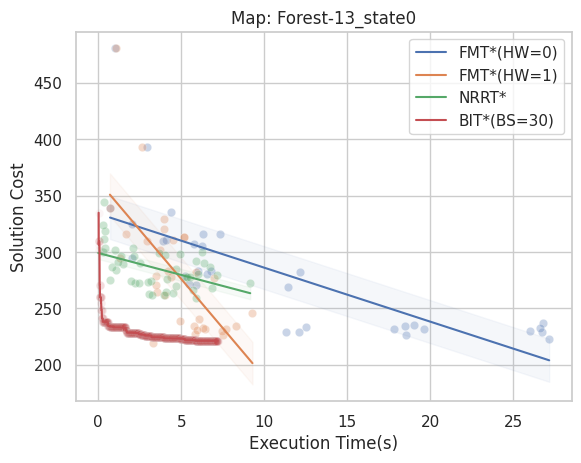 Map: Forest-13_state0
FMT*(HW=0)
FMT*(HW=1)
NRRT*
BIT*(BS=30)
Solution Cost
450
400
350
300
250
200
0 5 10 15 20 25
Execution Time(s)